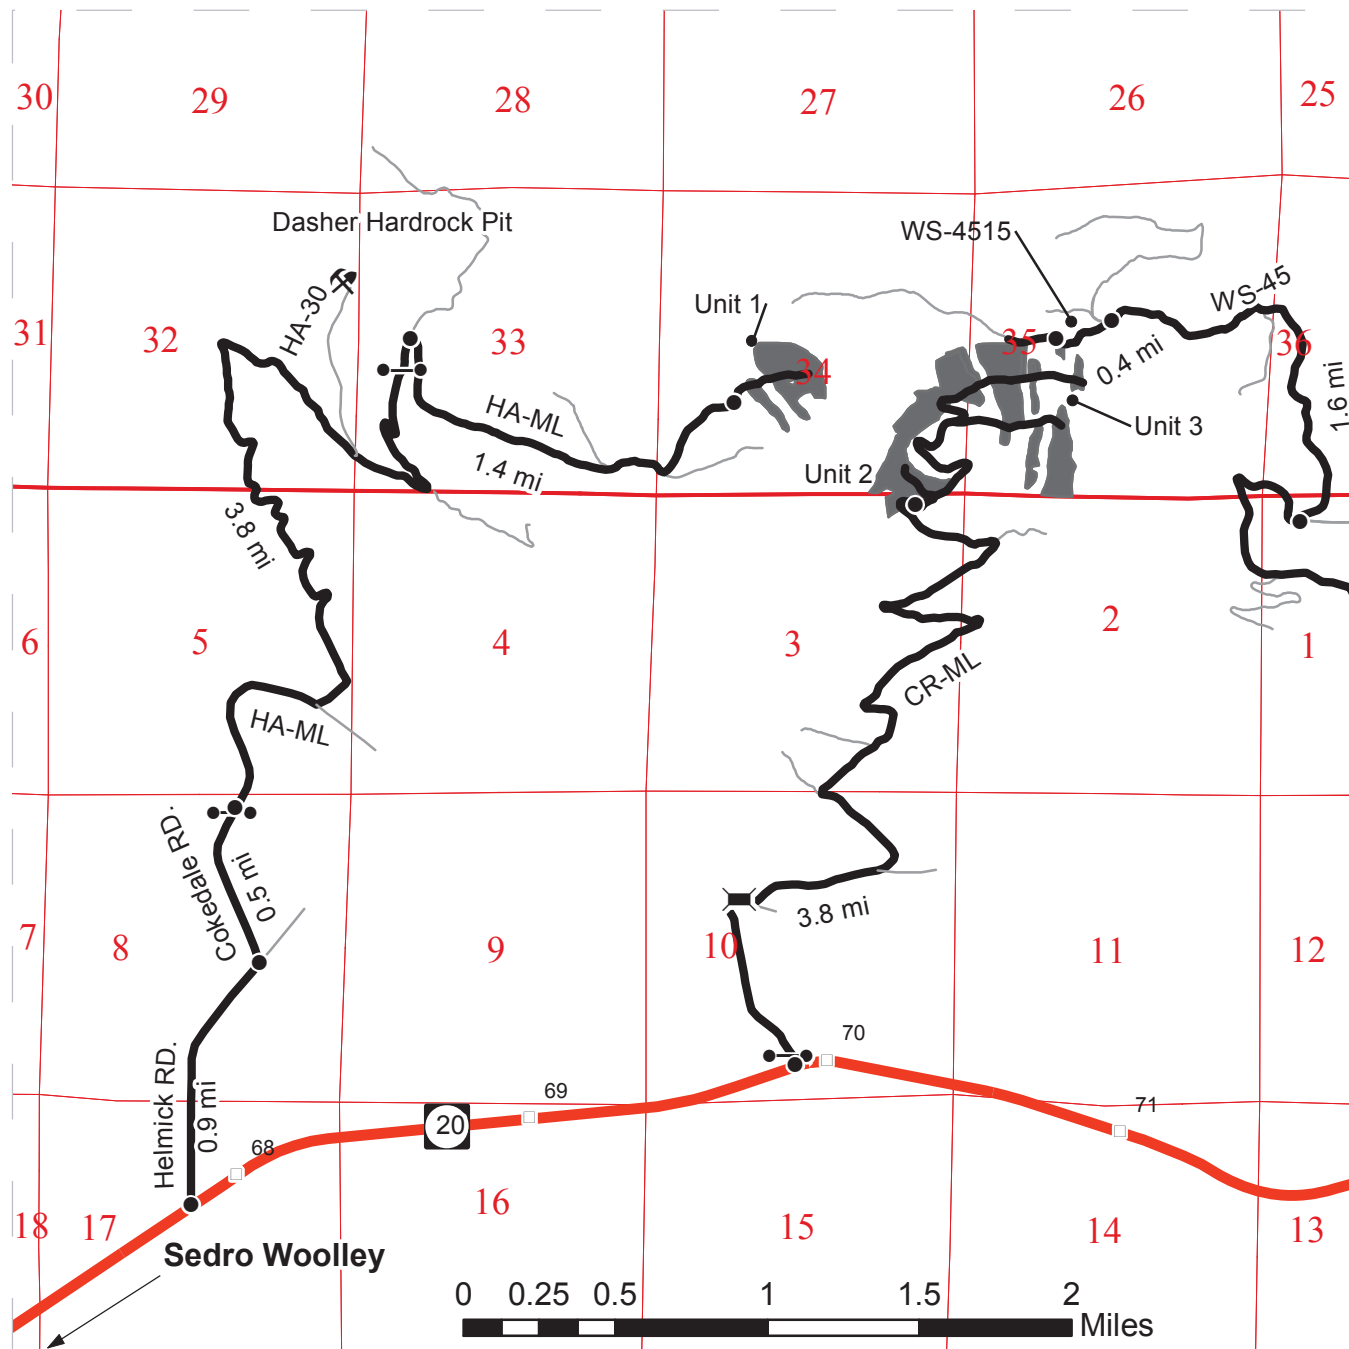 30
29
28
27
26
25
Dasher Hardrock Pit
WS-4515
WS-45
HA-30
Unit 1
31
32
33
34
35
36
0.4 mi
1.6 mi
HA-ML
1.4 mi
Unit 3
Unit 2
3.8 mi
6
5
4
3
2
1
CR-ML
HA-ML
Cokedale RD.
0.5 mi
3.8 mi
7
8
9
10
11
12
70
69
71
Helmick RD.
0.9 mi
20
68
18
17
16
15
14
13
Sedro Woolley
0 0.25 0.5 1 1.5 2
Miles